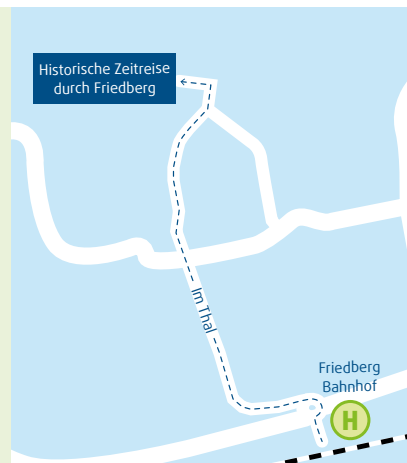 Historische Zeitreise
durch Friedberg
Im Thal
Friedberg
Bahnhof
H